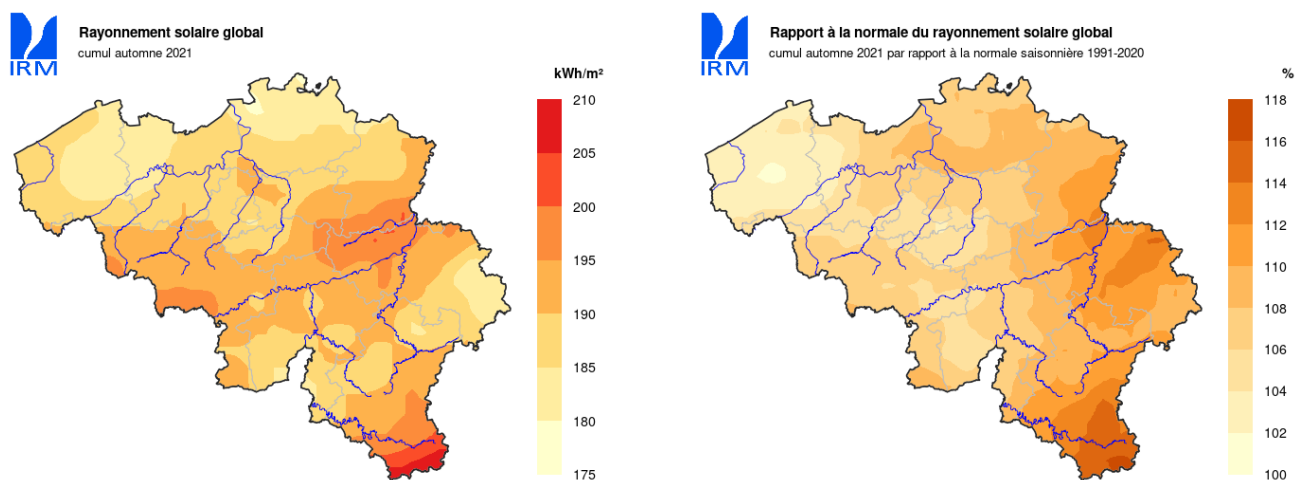 IRM
Rayonnement solaire global
cumul automne 2021
kWh/m²
210
205
200
195
190
185
180
175
IRM
Rapport à la normale du rayonnement solaire global
cumul automne 2021 par rapport à la normale saisonnière 1991-2020
%
118
116
114
112
110
108
106
104
102
100